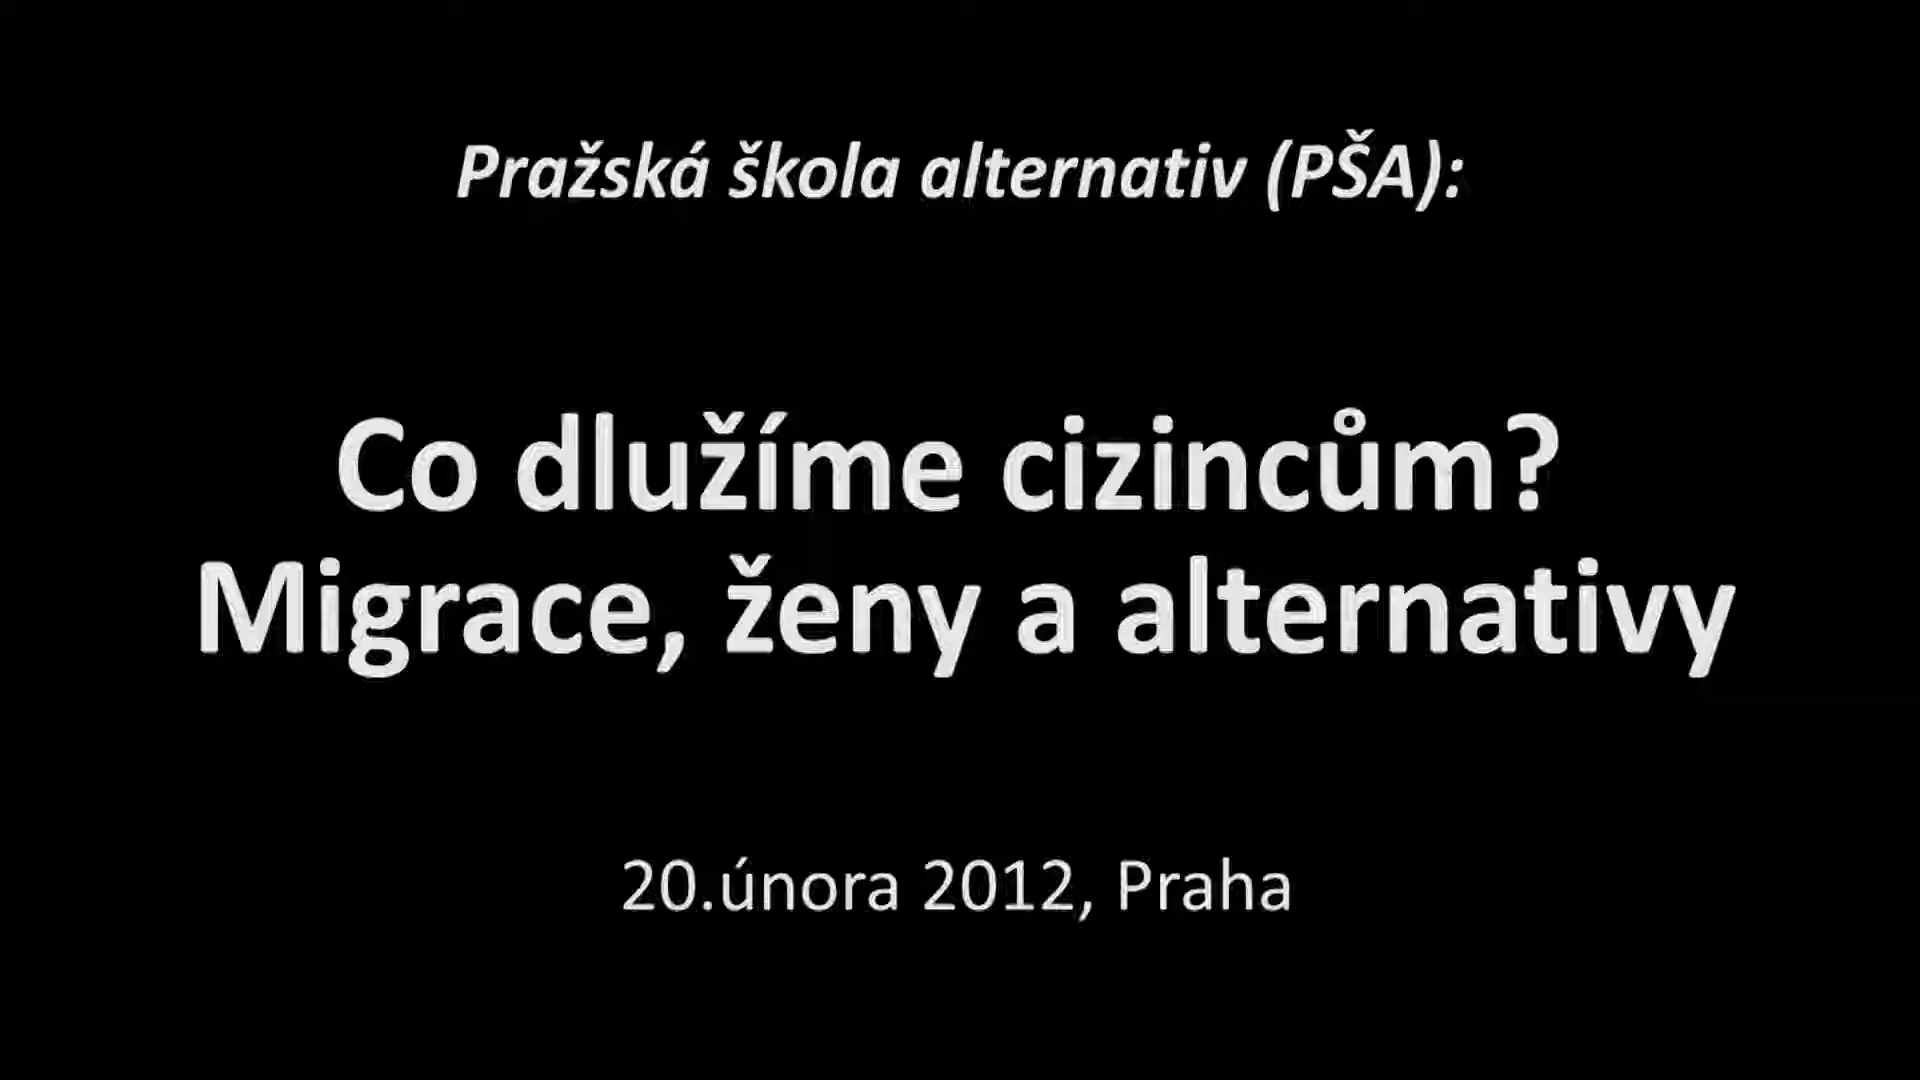 Pražská škola alternativ (PŠA):
Co dlužíme cizincům?
Migrace, ženy a alternativy
20.února 2012, Praha